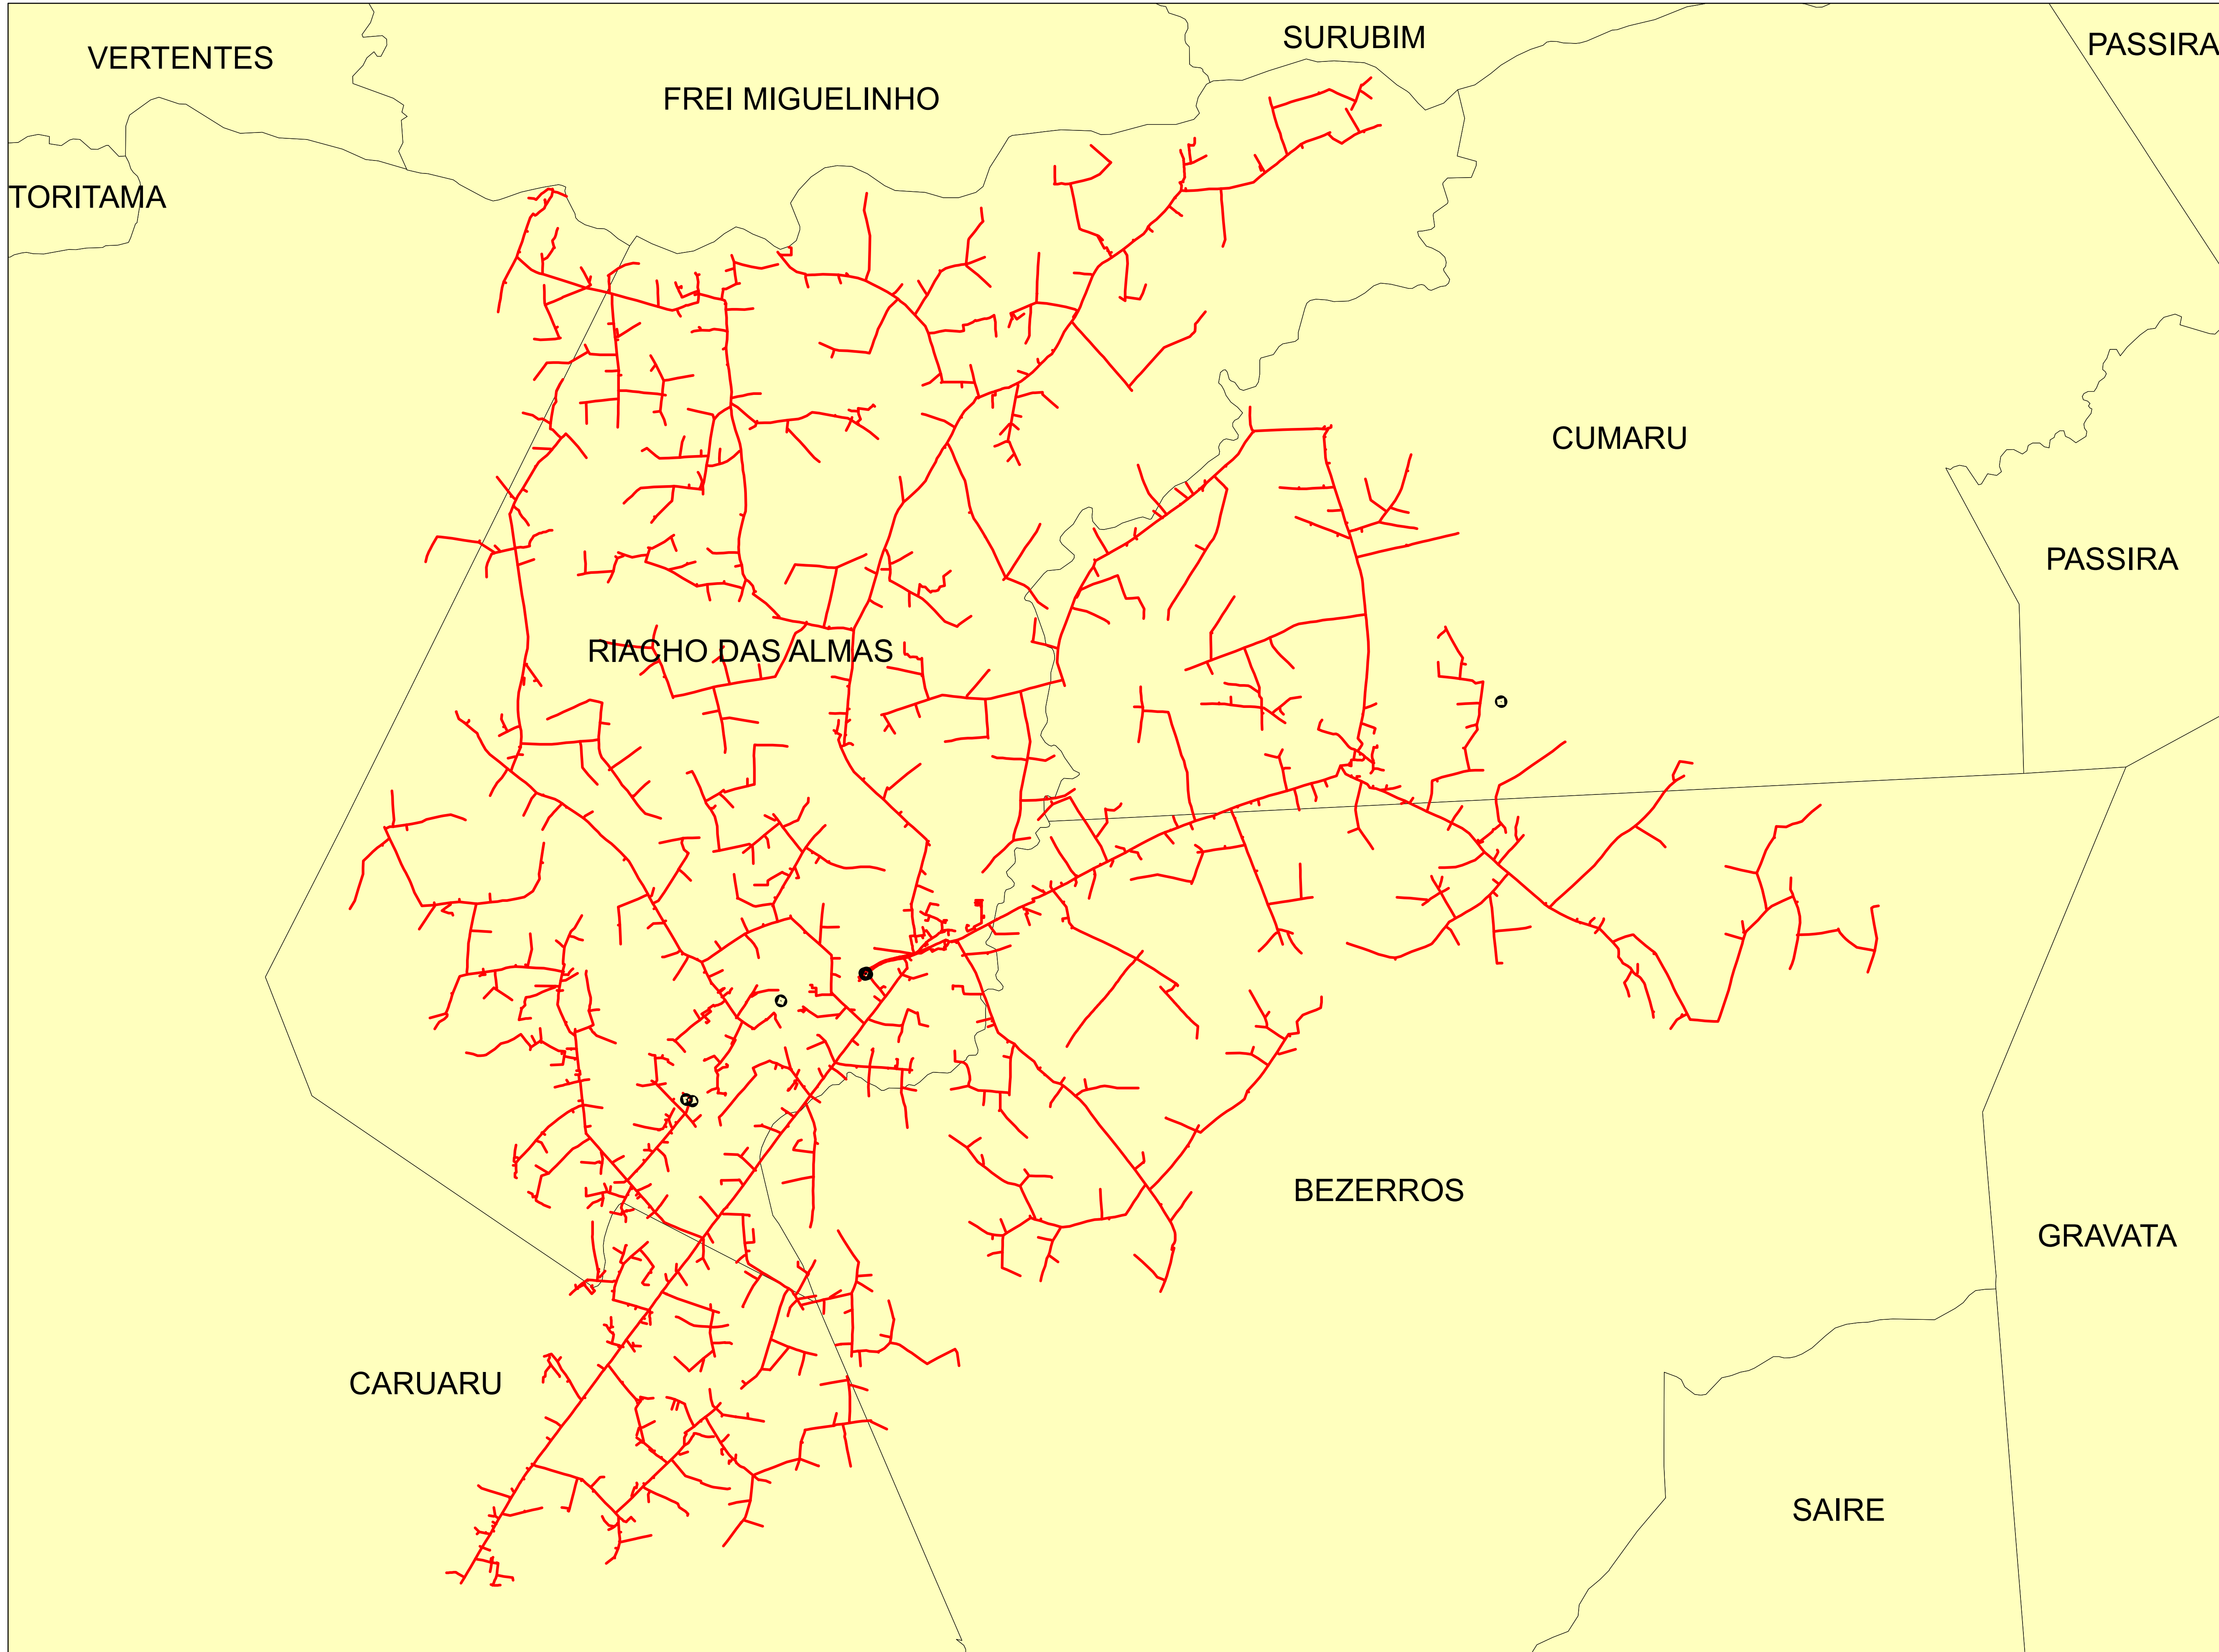 SURUBIM
PASSIRA
VERTENTES
FREI MIGUELINHO
TORITAMA
CUMARU
PASSIRA
RIACHO DAS ALMAS
BEZERROS
GRAVATA
CARUARU
SAIRE